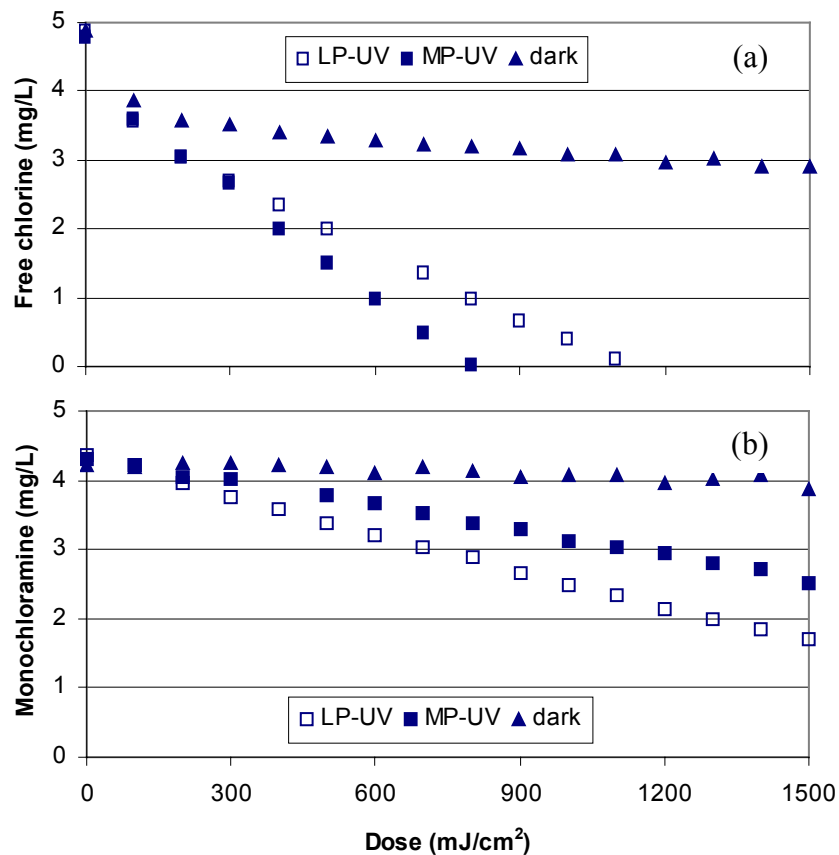 5
□ LP-UV ■ MP-UV ▲ dark
(a)
4
3
2
1
0
Free chlorine (mg/L)
5
(b)
4
3
2
1
□ LP-UV ■ MP-UV ▲ dark
0
Monochloramine (mg/L)
0 300 600 900 1200 1500
Dose (mJ/cm²)